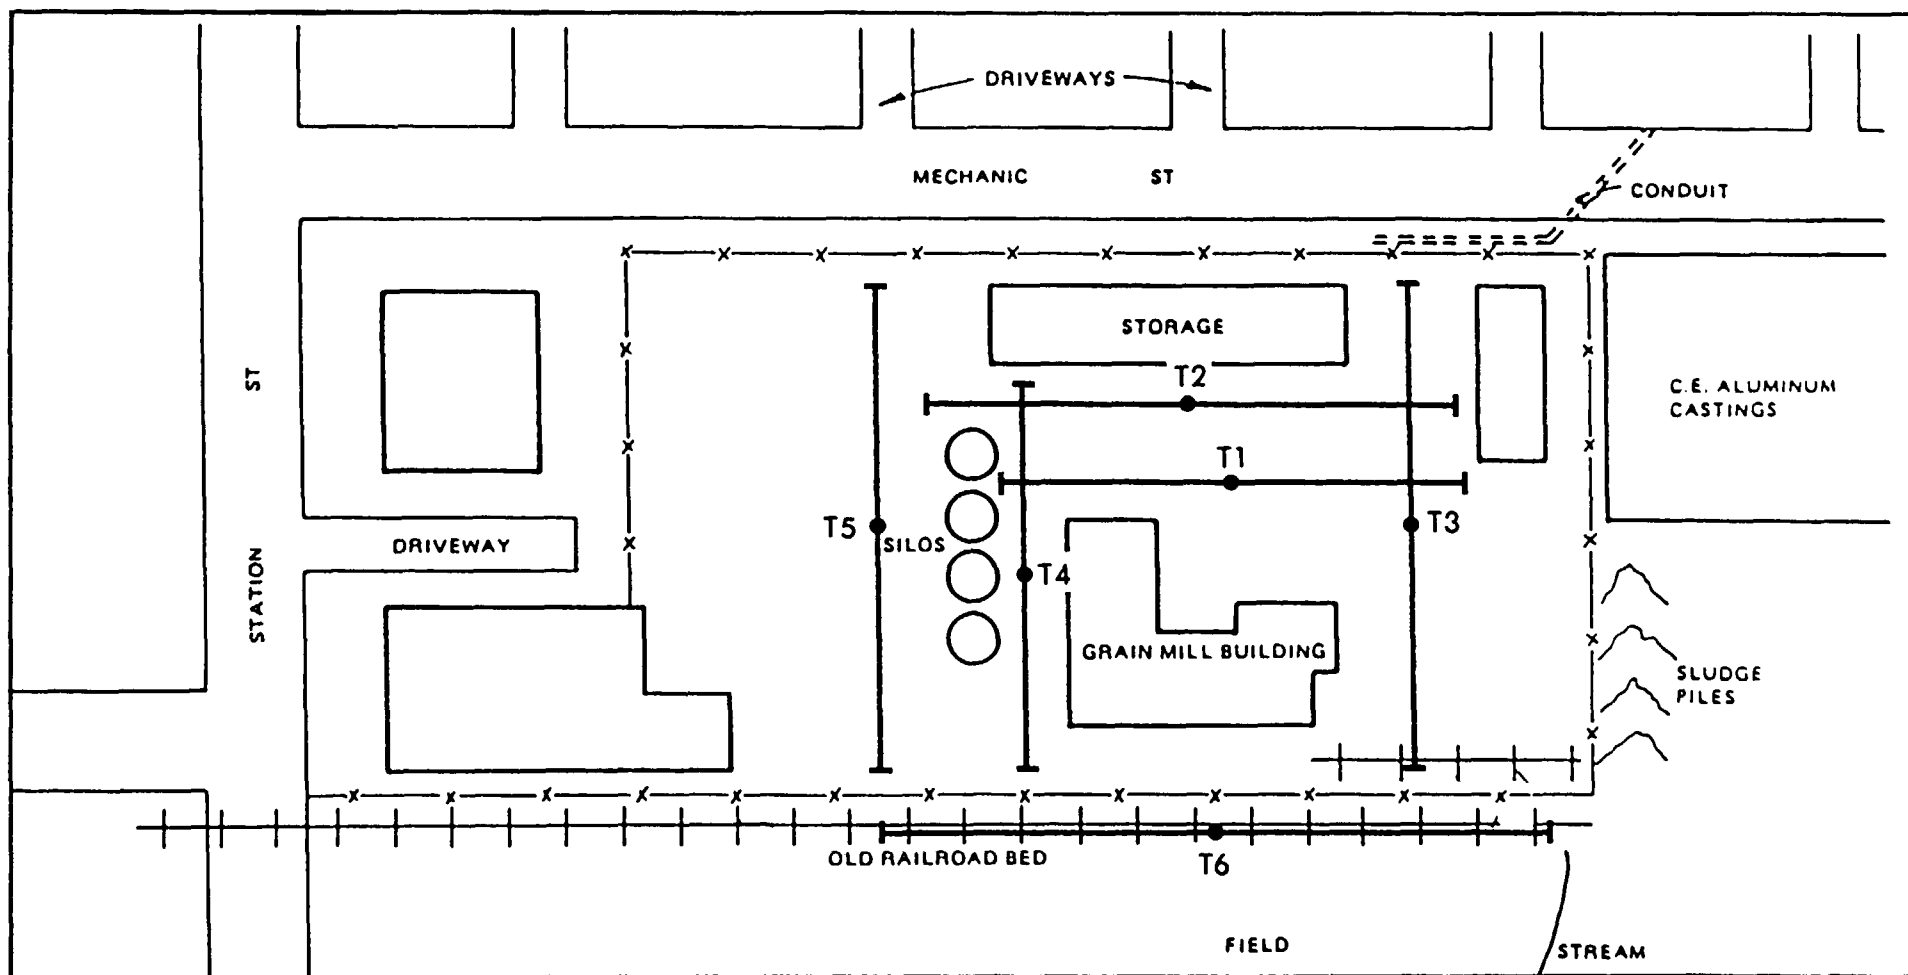 DRIVEWAYS
MECHANIC ST
CONDUIT
STORAGE
ST
T2
C.E. ALUMINUM
CASTINGS
T1
T5
T3
SILOS
DRIVEWAY
T4
STATION
GRAIN MILL BUILDING
SLUDGE
PILES
OLD RAILROAD BED
T6
FIELD
STREAM